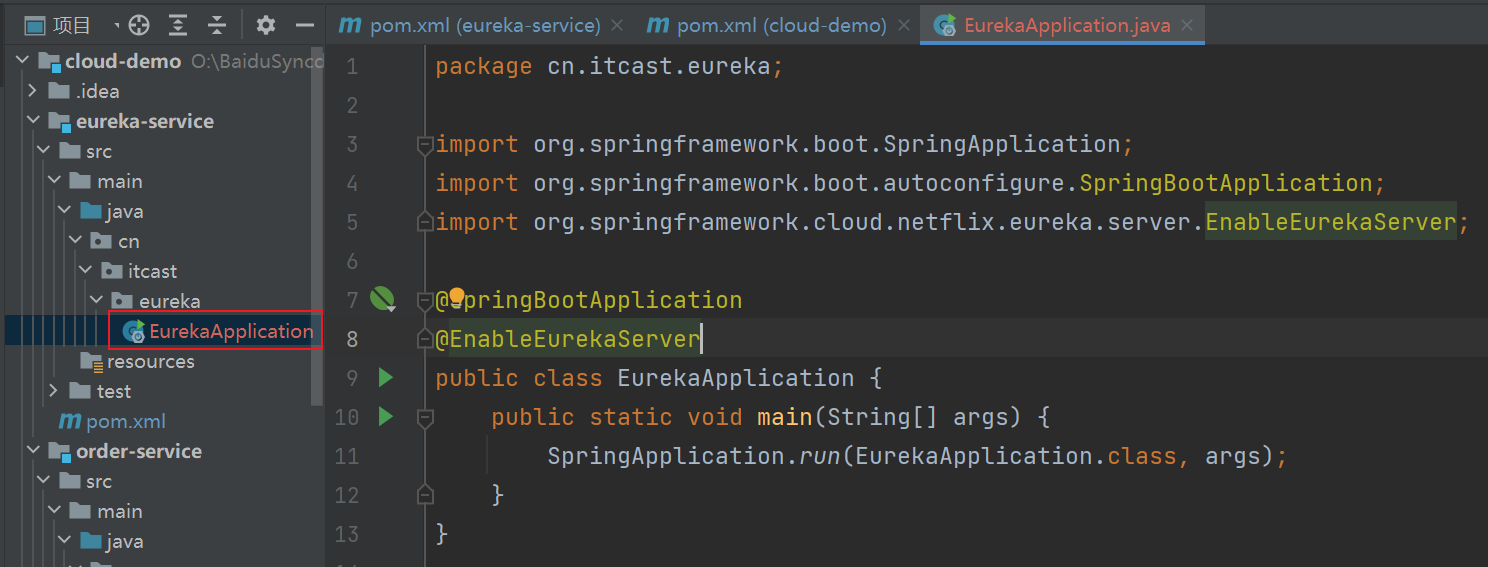 项目
pom.xml (eureka-service)
pom.xml (cloud-demo)
EurekaApplication.java
cloud-demo O:\BaiduSyncd
.idea
eureka-service
src
main
java
cn
itcast
eureka
EurekaApplication
resources
test
pom.xml
order-service
src
main
java
1 package cn.itcast.eureka;
2
3 import org.springframework.boot.SpringApplication;
4 import org.springframework.boot.autoconfigure.SpringBootApplication;
5 import org.springframework.cloud.netflix.eureka.server.EnableEurekaServer;
6
7 @SpringBootApplication
8 @EnableEurekaServer
9 public class EurekaApplication {
10 public static void main(String[] args) {
11 SpringApplication.run(EurekaApplication.class, args);
12 }
13 }